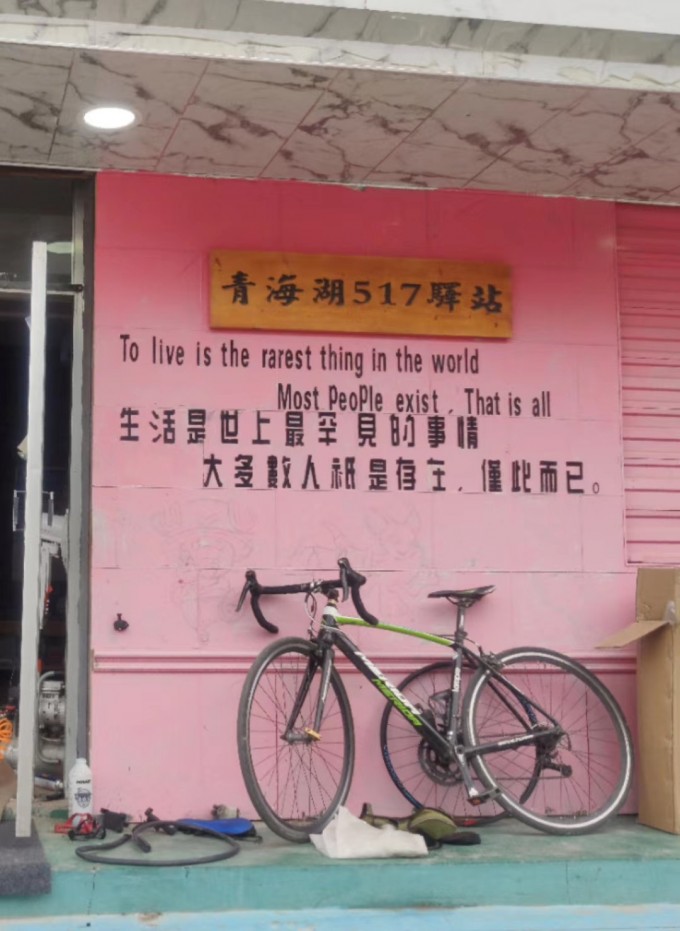 青海湖517驛站
To live is the rarest thing in the world
Most PeoPle exist , That is all
生活是世上最罕見的事情
大多數人祇是存在，僅此而已。
MERIDA